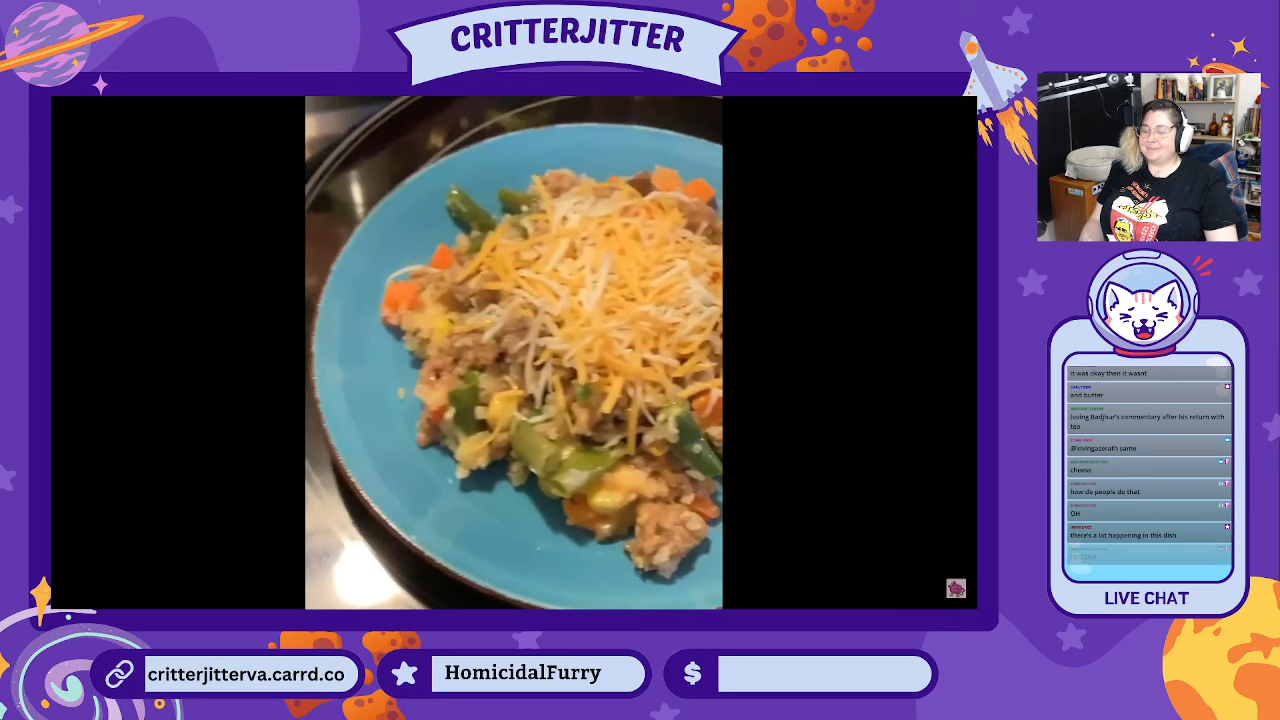 CRITTERJITTER
it was okay then it wasnt
and butter
loving Badjhur's commentary after his return with
tea
@lovingazerath same
cheese
how do people do that
OH
there's a lot happening in this dish
LIVE CHAT
critterjitterva.carrd.co
HomicidalFurry
$